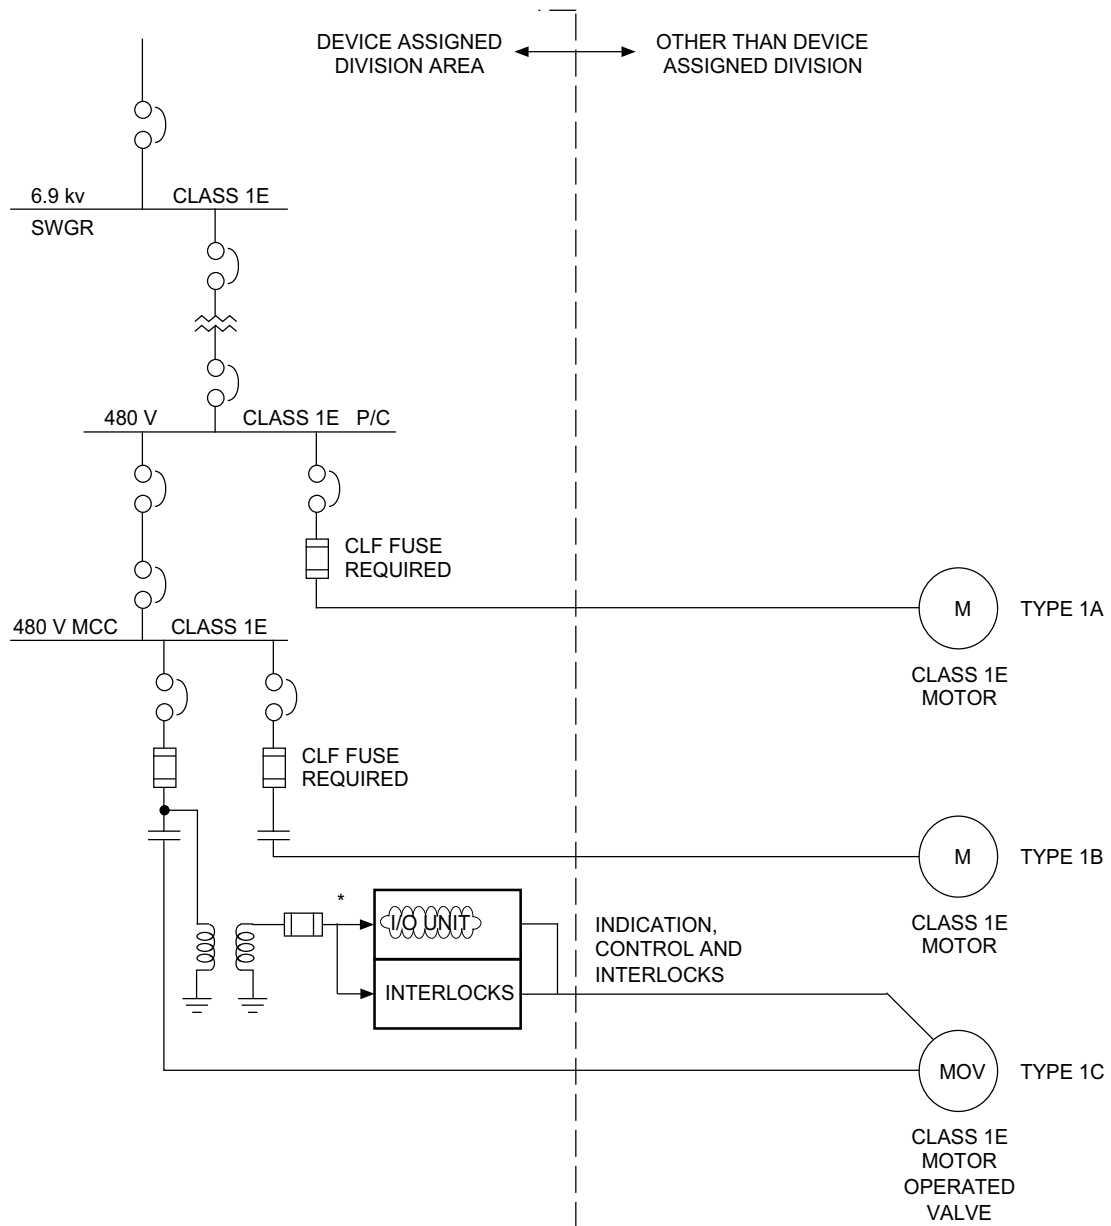 DEVICE ASSIGNED
DIVISION AREA
OTHER THAN DEVICE
ASSIGNED DIVISION
6.9 kv CLASS 1E
SWGR
480 V CLASS 1E P/C
CLF FUSE
REQUIRED
M TYPE 1A
CLASS 1E
MOTOR
480 V MCC CLASS 1E
CLF FUSE
REQUIRED
M TYPE 1B
CLASS 1E
MOTOR
*
I/O UNIT
INTERLOCKS
INDICATION,
CONTROL AND
INTERLOCKS
MOV TYPE 1C
CLASS 1E
MOTOR
OPERATED
VALVE